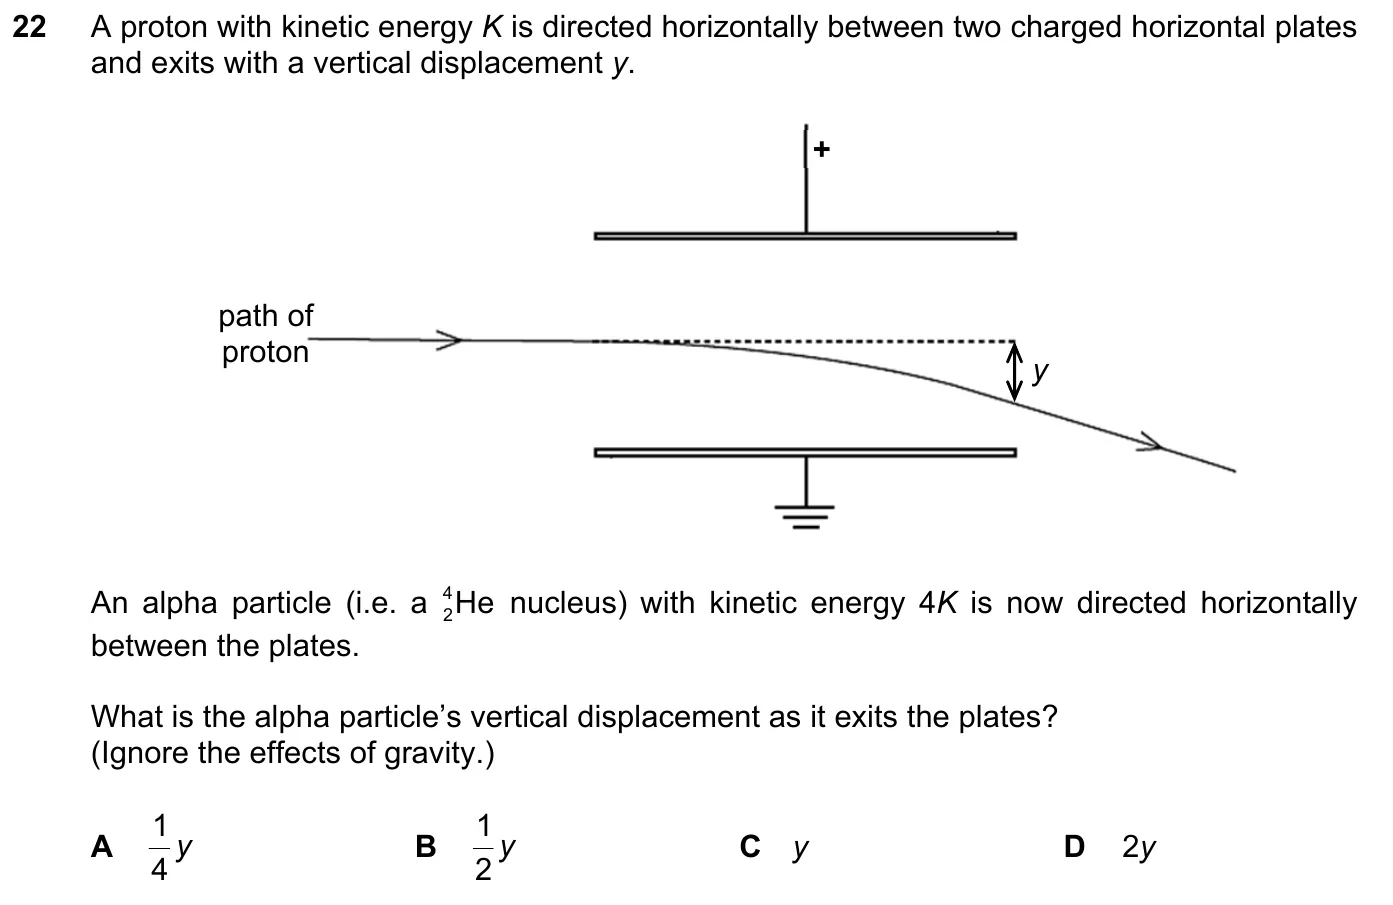 22 A proton with kinetic energy K is directed horizontally between two charged horizontal plates
and exits with a vertical displacement y.
+
path of
proton
y
An alpha particle (i.e. a ⁴₂He nucleus) with kinetic energy 4K is now directed horizontally
between the plates.
What is the alpha particle's vertical displacement as it exits the plates?
(Ignore the effects of gravity.)
A 1/4 y B 1/2 y C y D 2y